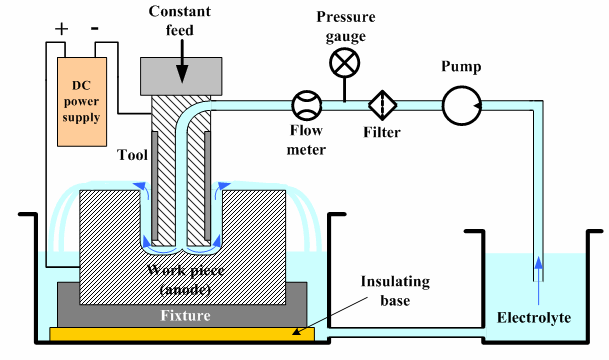 Constant
feed
Pressure
gauge
+ -
DC
power
supply
Pump
Tool
Flow
meter
Filter
Work piece
(anode)
Insulating
base
Fixture
Electrolyte